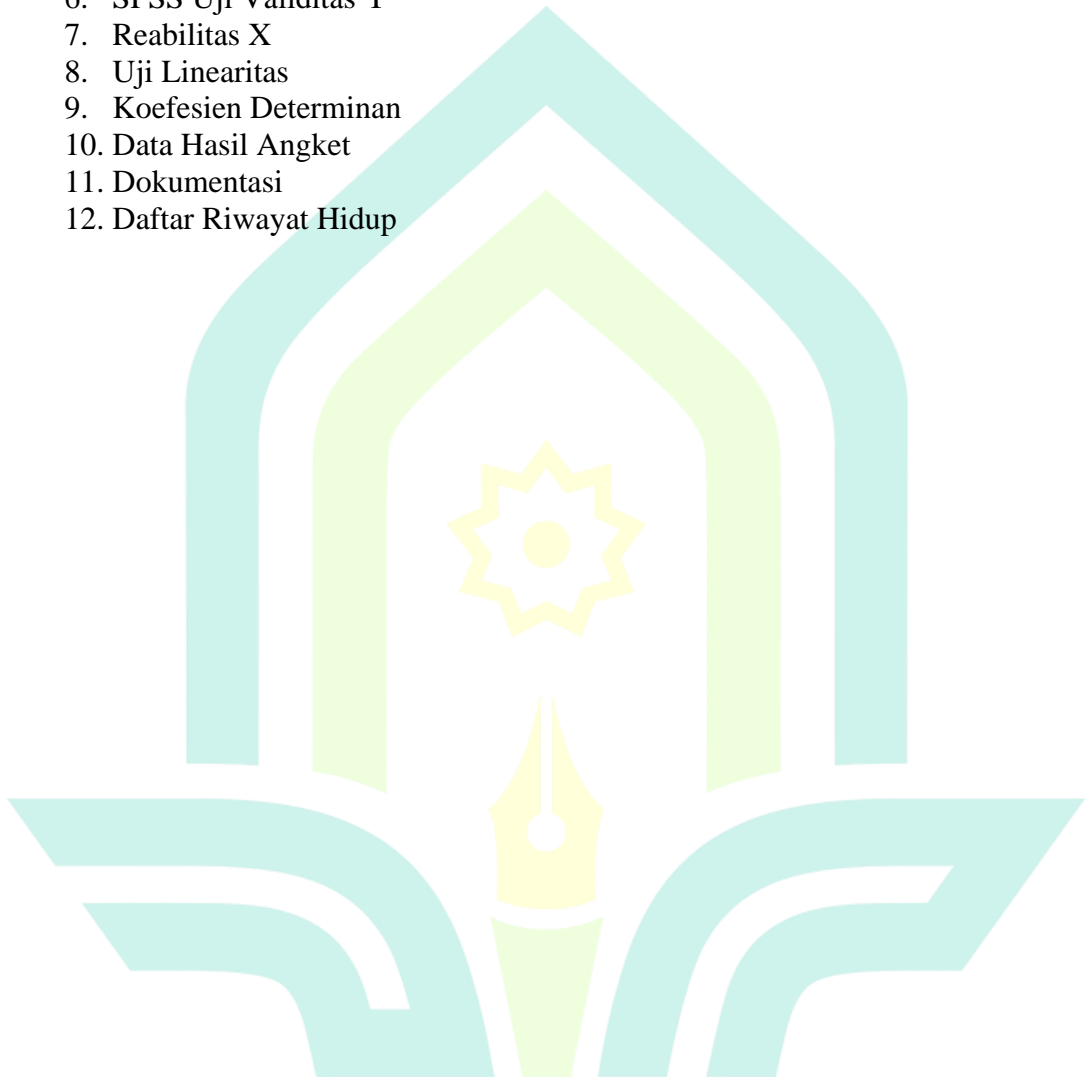 6. SPSS Uji Validitas Y
7. Reabilitas X
8. Uji Linearitas
9. Koefesien Determinan
10. Data Hasil Angket
11. Dokumentasi
12. Daftar Riwayat Hidup